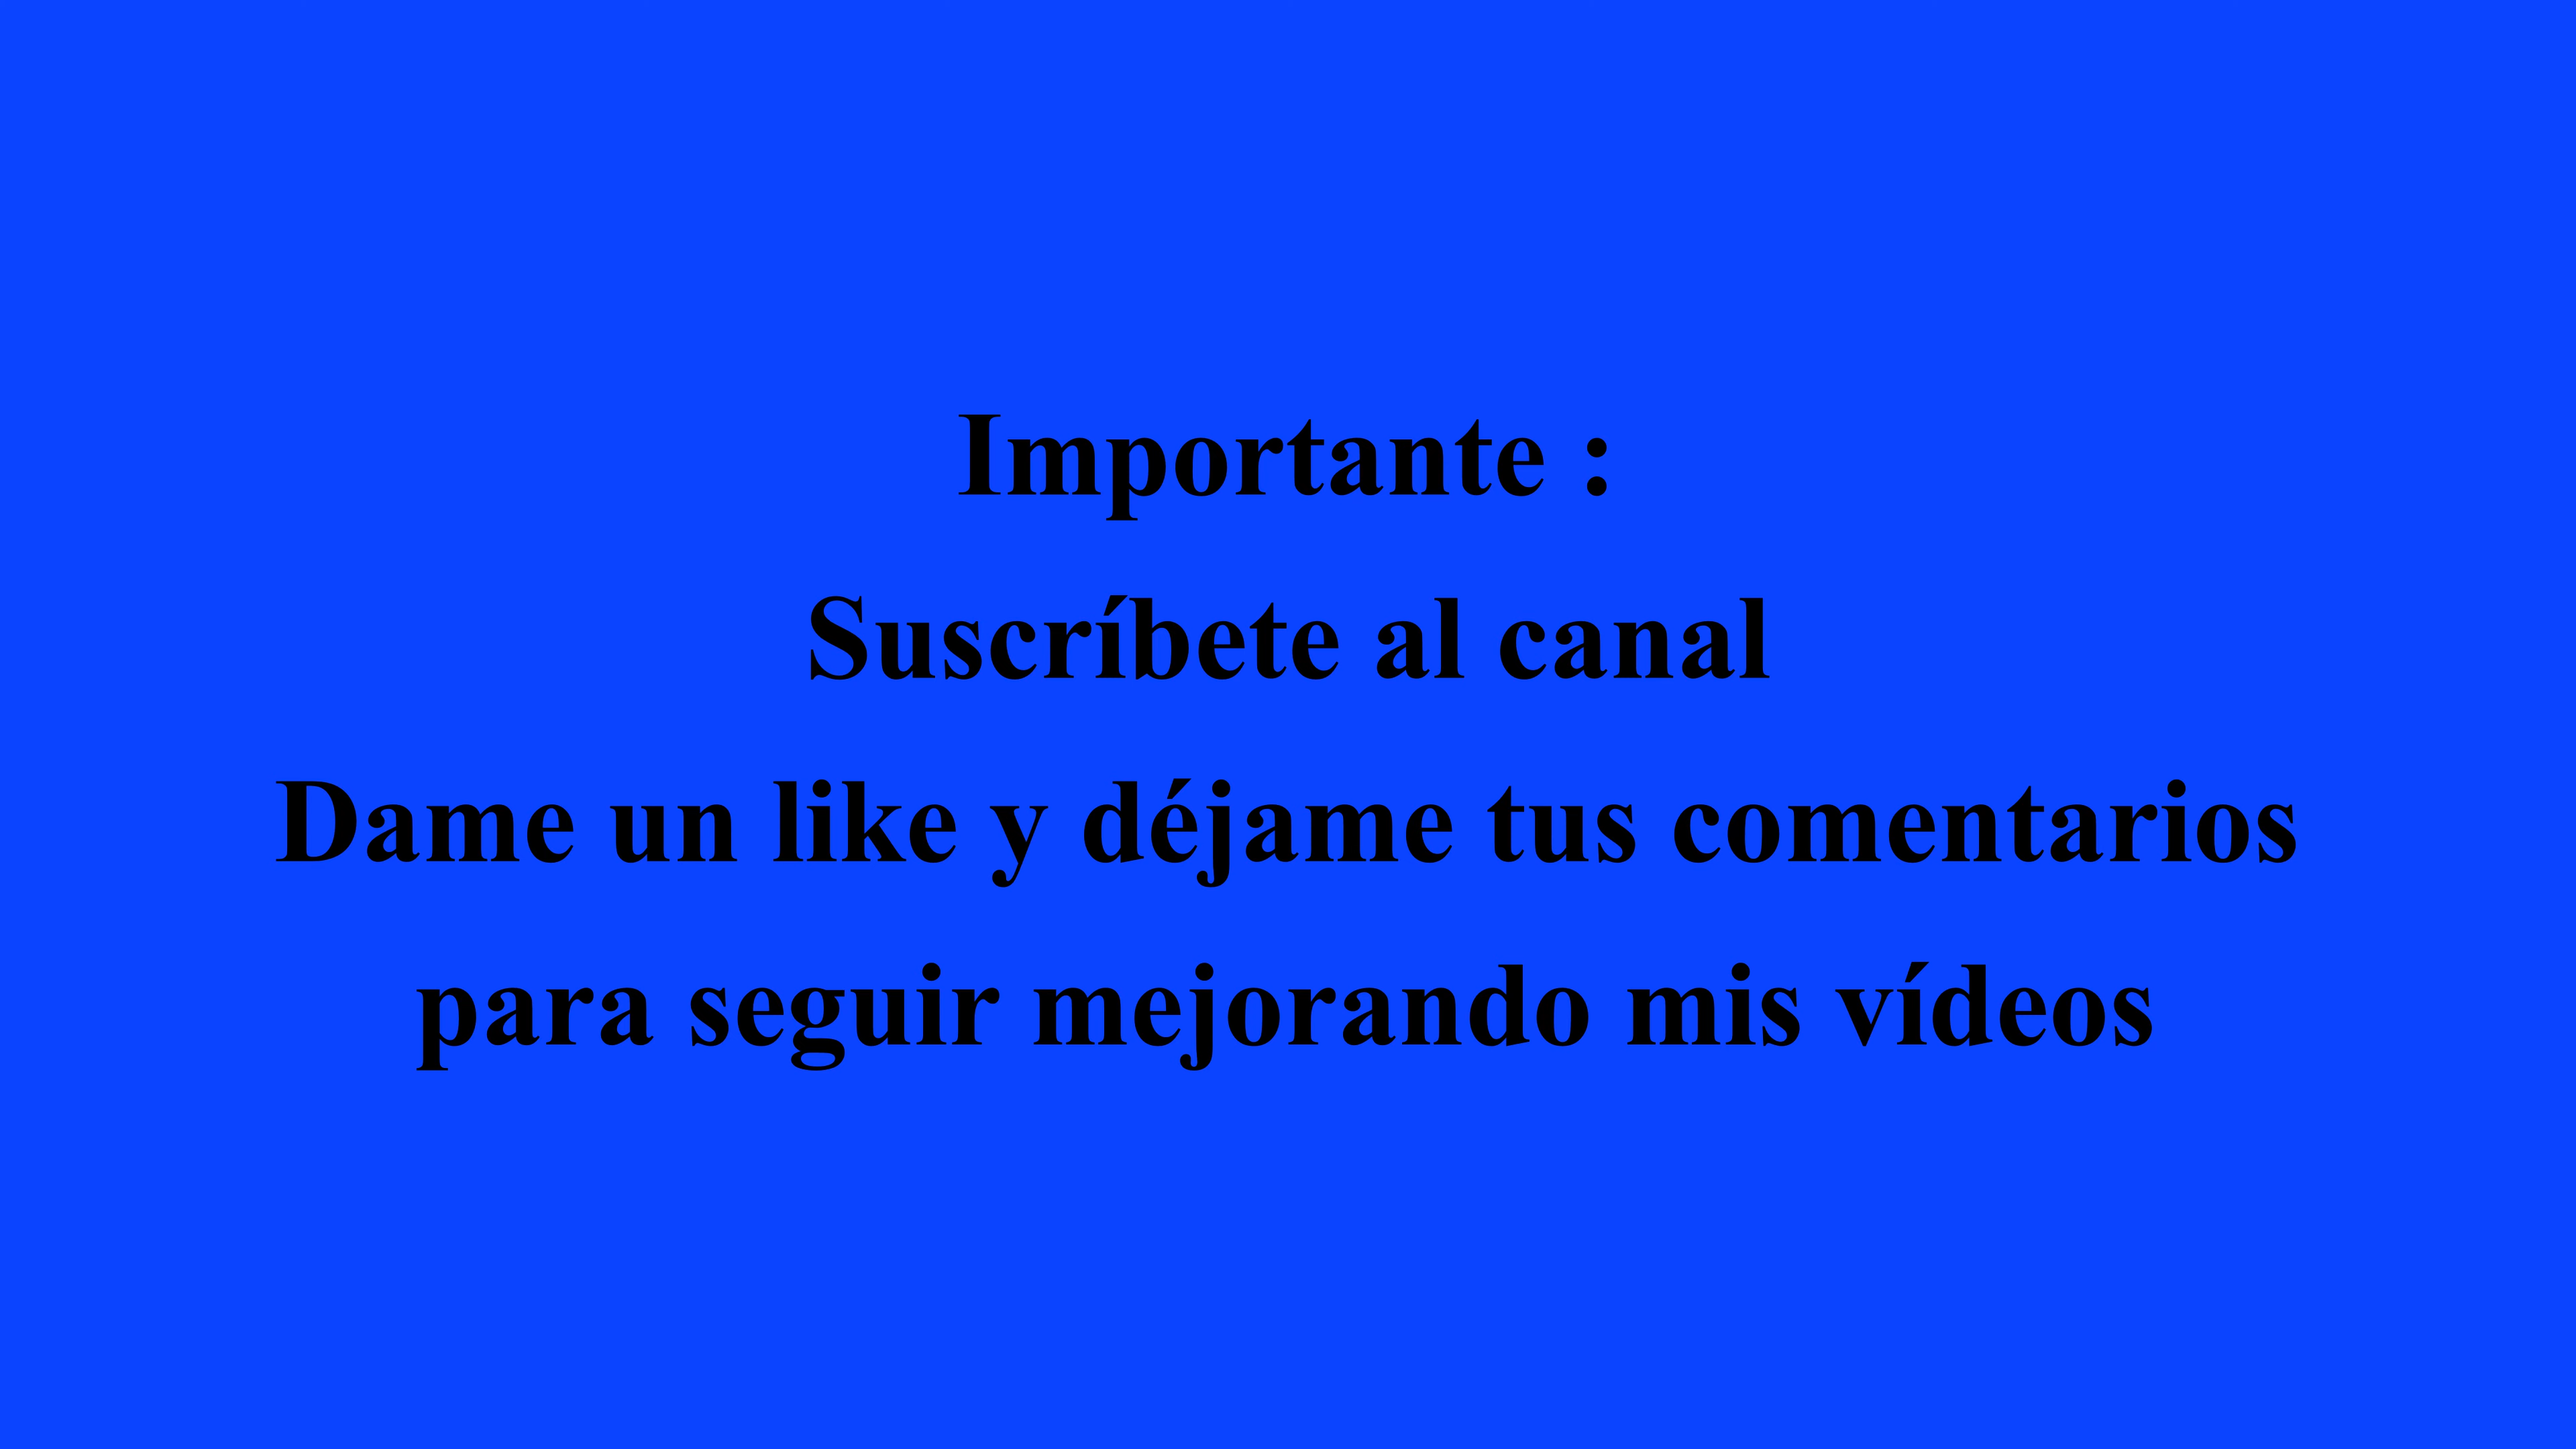 Importante :
Suscríbete al canal
Dame un like y déjame tus comentarios
para seguir mejorando mis vídeos